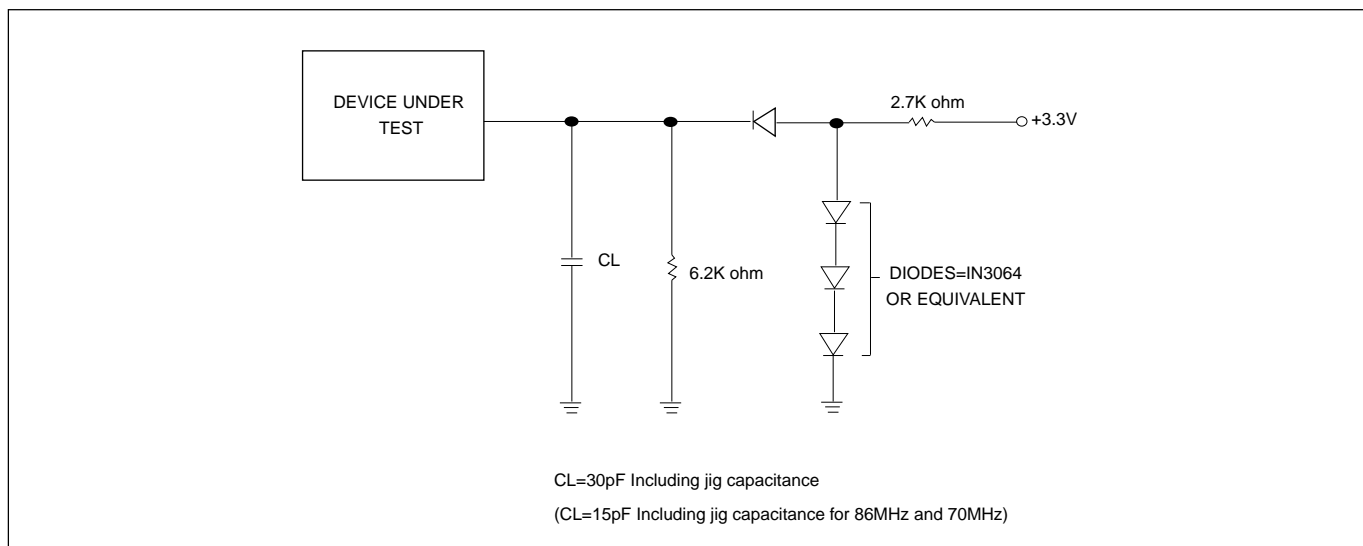 DEVICE UNDER
TEST
2.7K ohm
+3.3V
CL
6.2K ohm
DIODES=IN3064
OR EQUIVALENT
CL=30pF Including jig capacitance
(CL=15pF Including jig capacitance for 86MHz and 70MHz)